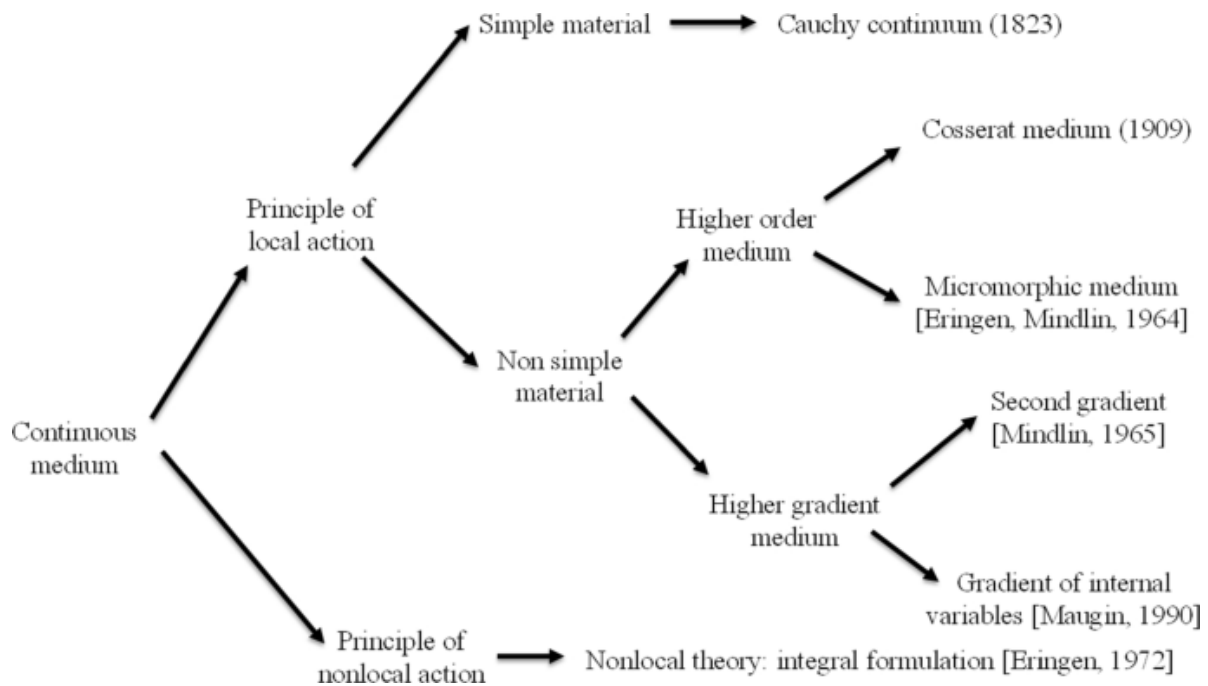 Simple material
Cauchy continuum (1823)
Cosserat medium (1909)
Principle of
local action
Higher order
medium
Micromorphic medium
[Eringen, Mindlin, 1964]
Non simple
material
Second gradient
[Mindlin, 1965]
Continuous
medium
Higher gradient
medium
Gradient of internal
variables [Maugin, 1990]
Principle of
nonlocal action
Nonlocal theory: integral formulation [Eringen, 1972]